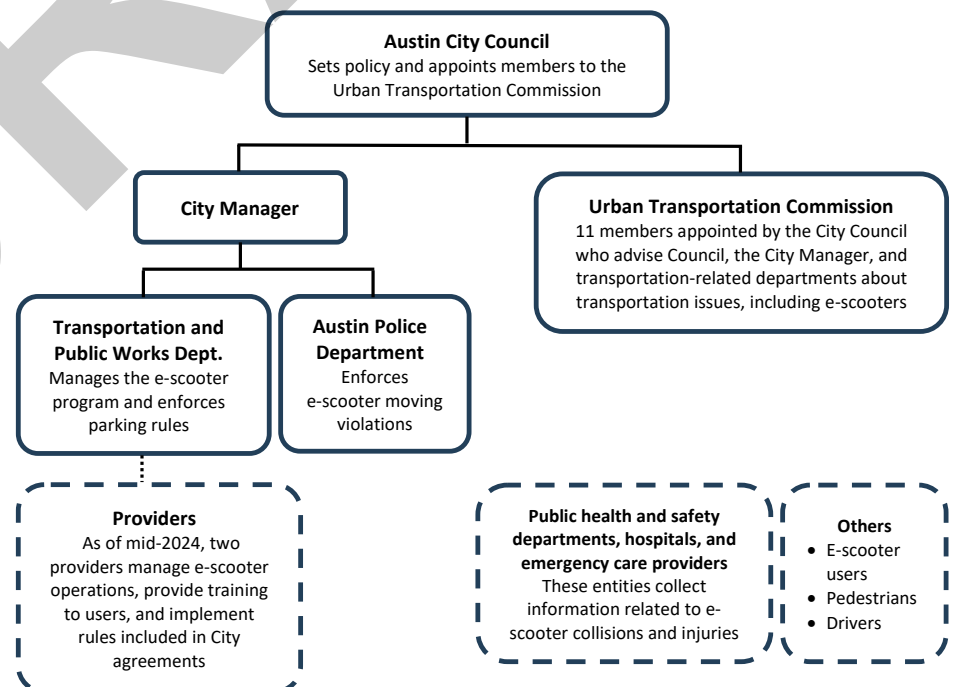 Austin City Council
Sets policy and appoints members to the
Urban Transportation Commission
City Manager
Urban Transportation Commission
11 members appointed by the City Council
who advise Council, the City Manager, and
transportation-related departments about
transportation issues, including e-scooters
Transportation and
Public Works Dept.
Manages the e-scooter
program and enforces
parking rules
Austin Police
Department
Enforces
e-scooter moving
violations
Providers
As of mid-2024, two
providers manage e-scooter
operations, provide training
to users, and implement
rules included in City
agreements
Public health and safety
departments, hospitals, and
emergency care providers
These entities collect
information related to e-
scooter collisions and injuries
Others
• E-scooter
users
• Pedestrians
• Drivers